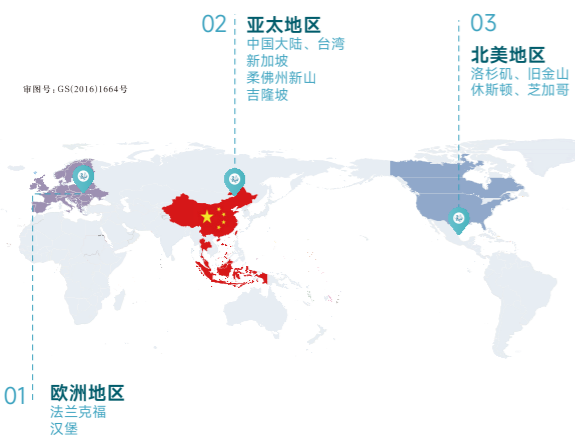 02
亚太地区
中国大陆、台湾
新加坡
柔佛州新山
吉隆坡
03
北美地区
洛杉矶、旧金山
休斯顿、芝加哥
审图号：GS(2016)1664号
01
欧洲地区
法兰克福
汉堡